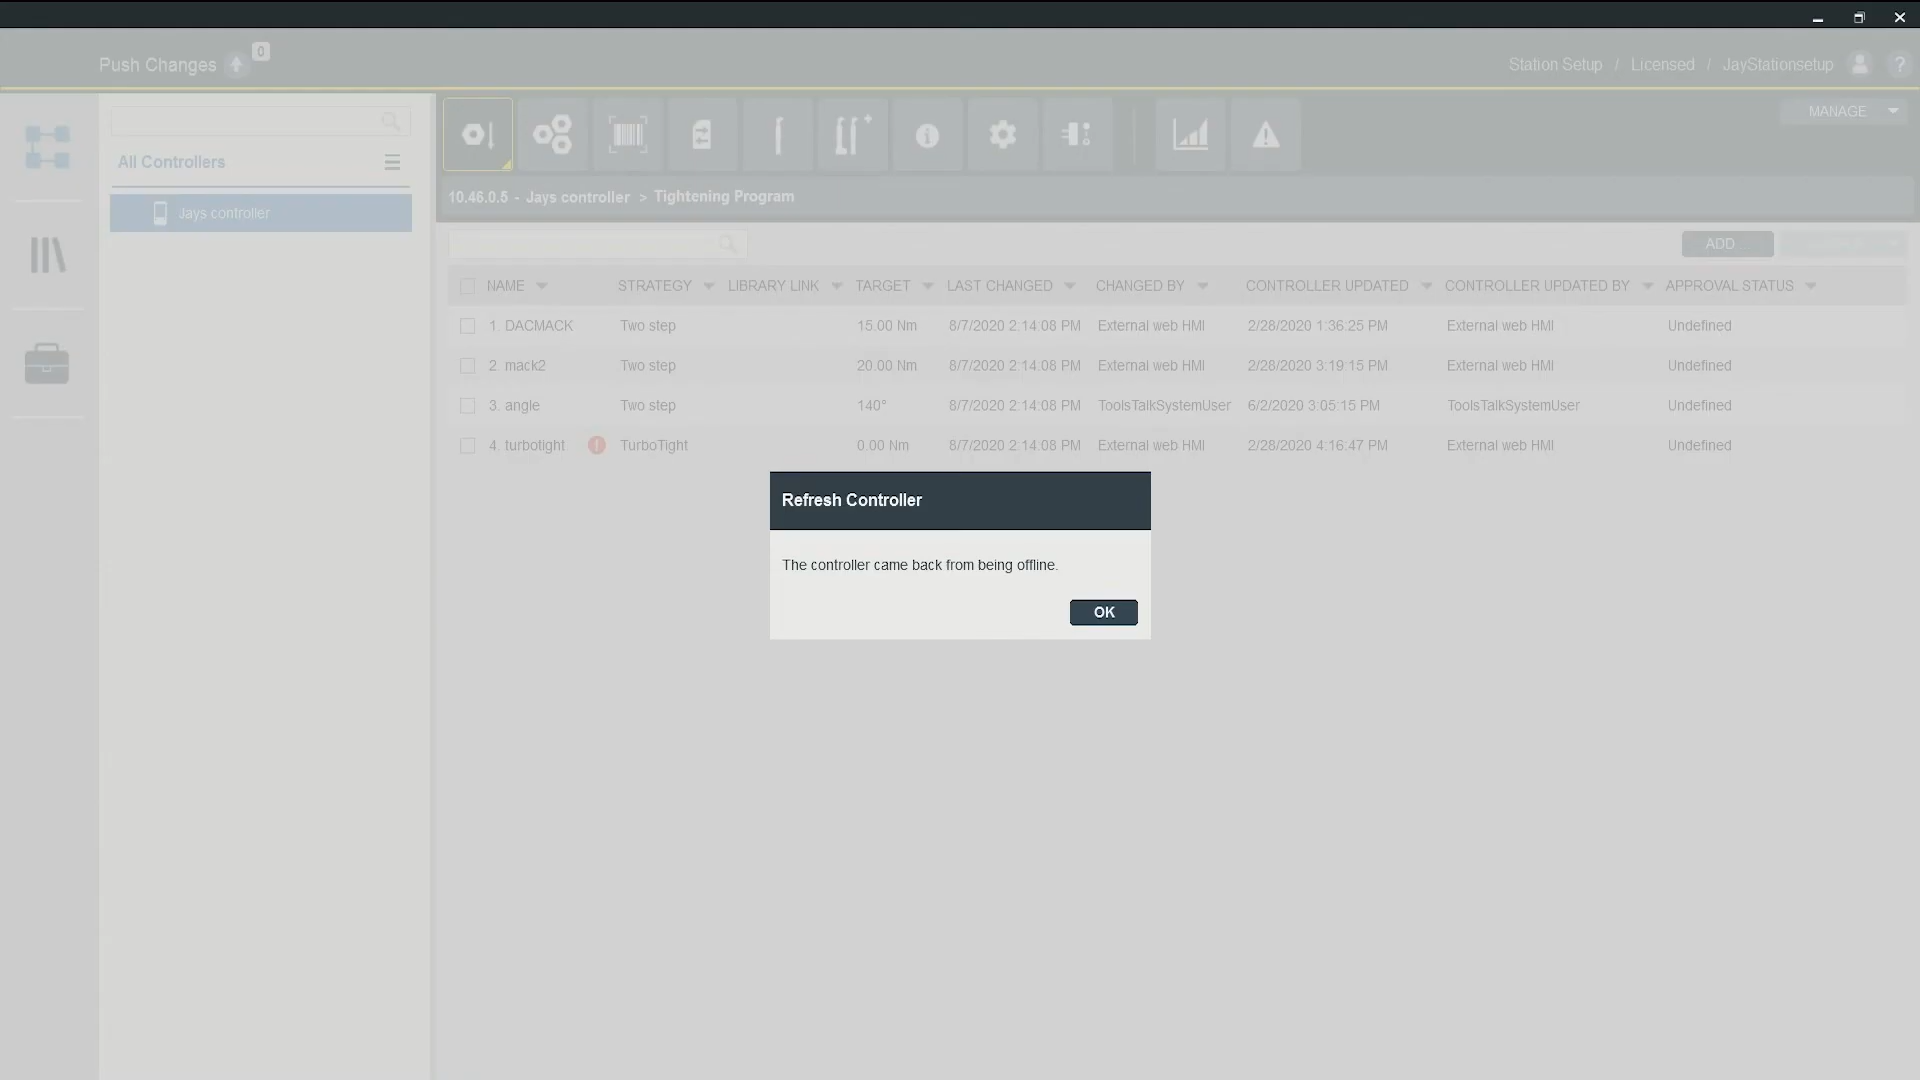 Push Changes 0
Station Setup / Licensed / JayStationsetup ?
MANAGE
All Controllers
Jays controller
10.46.0.5 - Jays controller > Tightening Program
ADD
NAME STRATEGY LIBRARY LINK TARGET LAST CHANGED CHANGED BY CONTROLLER UPDATED CONTROLLER UPDATED BY APPROVAL STATUS
1. DACMACK Two step 15.00 Nm 8/7/2020 2:14:08 PM External web HMI 2/28/2020 1:36:25 PM External web HMI Undefined
2. mack2 Two step 20.00 Nm 8/7/2020 2:14:08 PM External web HMI 2/28/2020 3:19:15 PM External web HMI Undefined
3. angle Two step 140° 8/7/2020 2:14:08 PM ToolsTalkSystemUser 6/2/2020 3:05:15 PM ToolsTalkSystemUser Undefined
4. turbotight ! TurboTight 0.00 Nm 8/7/2020 2:14:08 PM External web HMI 2/28/2020 4:16:47 PM External web HMI Undefined
Refresh Controller
The controller came back from being offline.
OK